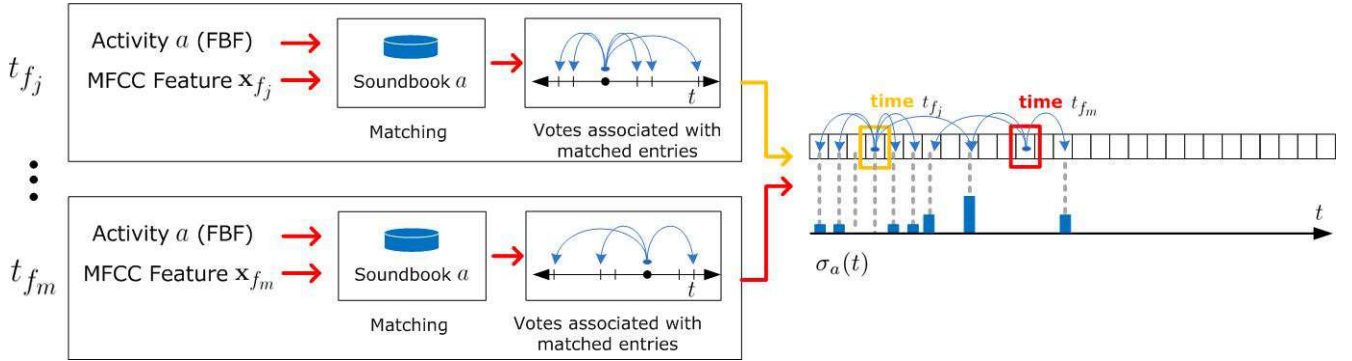 t_{f_j}
Activity a (FBF)
MFCC Feature x_{f_j}
Soundbook a
Matching
t
Votes associated with
matched entries
t_{f_m}
Activity a (FBF)
MFCC Feature x_{f_m}
Soundbook a
Matching
t
Votes associated with
matched entries
time t_{f_j}
time t_{f_m}
t
σ_a(t)